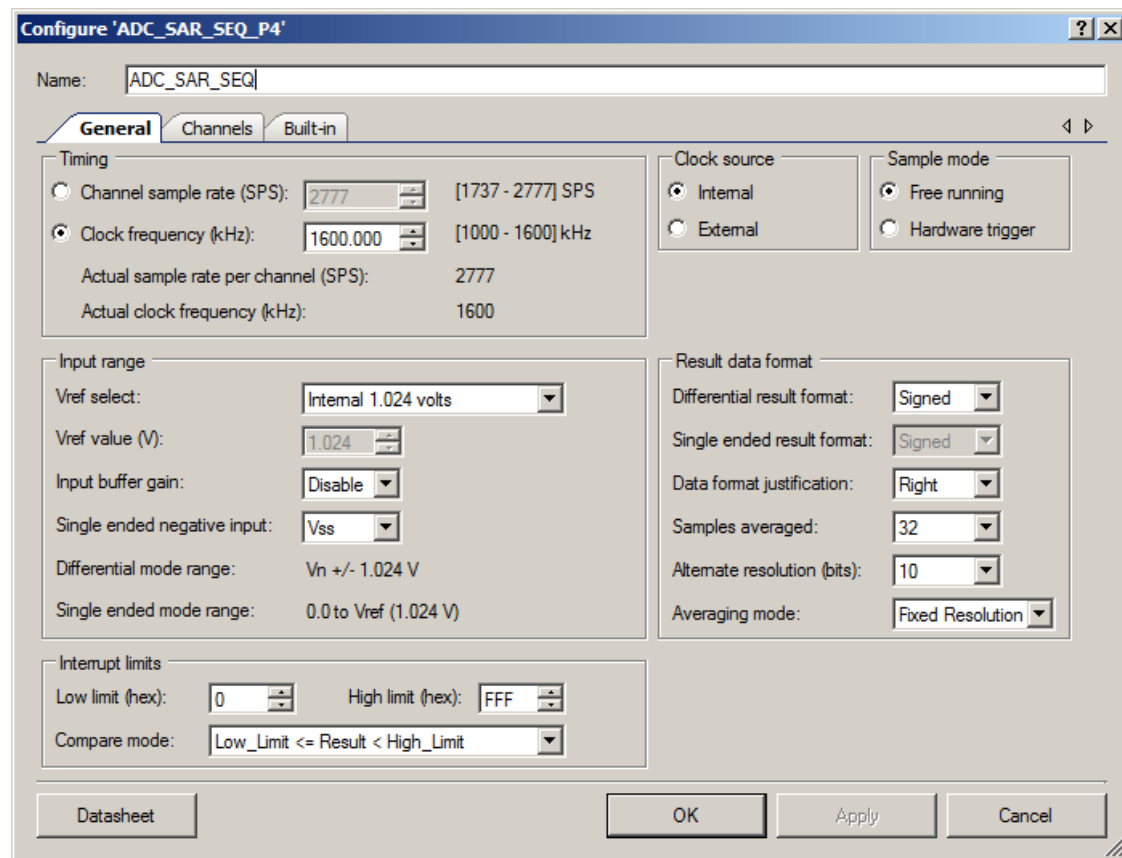 Configure 'ADC_SAR_SEQ_P4'
Name: ADC_SAR_SEQ
General Channels Built-in
Timing
Channel sample rate (SPS): 2777 [1737 - 2777] SPS
Clock frequency (kHz): 1600.000 [1000 - 1600] kHz
Actual sample rate per channel (SPS): 2777
Actual clock frequency (kHz): 1600
Clock source
Internal
External
Sample mode
Free running
Hardware trigger
Input range
Vref select: Internal 1.024 volts
Vref value (V): 1.024
Input buffer gain: Disable
Single ended negative input: Vss
Differential mode range: Vn +/- 1.024 V
Single ended mode range: 0.0 to Vref (1.024 V)
Result data format
Differential result format: Signed
Single ended result format: Signed
Data format justification: Right
Samples averaged: 32
Alternate resolution (bits): 10
Averaging mode: Fixed Resolution
Interrupt limits
Low limit (hex): 0 High limit (hex): FFF
Compare mode: Low_Limit <= Result < High_Limit
Datasheet OK Apply Cancel